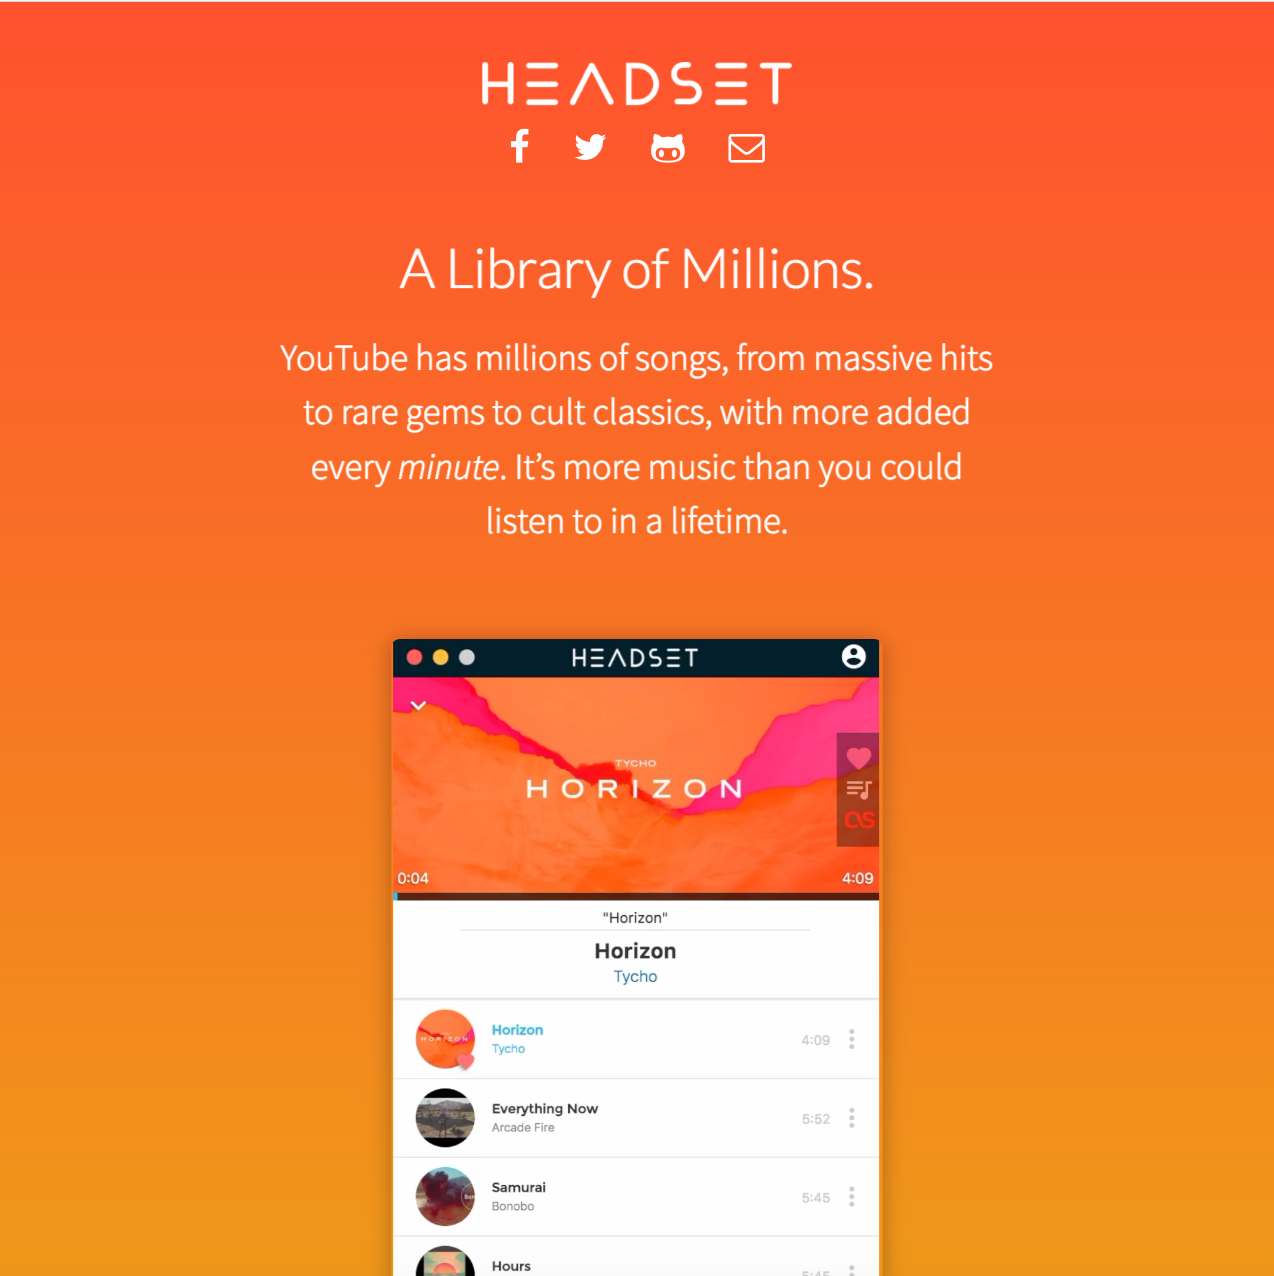 HEADSET
A Library of Millions.
YouTube has millions of songs, from massive hits
to rare gems to cult classics, with more added
every minute. It’s more music than you could
listen to in a lifetime.
HEADSET
TYCHO
HORIZON
0:04
4:09
"Horizon"
Horizon
Tycho
HORIZON
Horizon
4:09
Tycho
Everything Now
5:52
Arcade Fire
Samurai
5:45
Bonobo
Hours
5:45